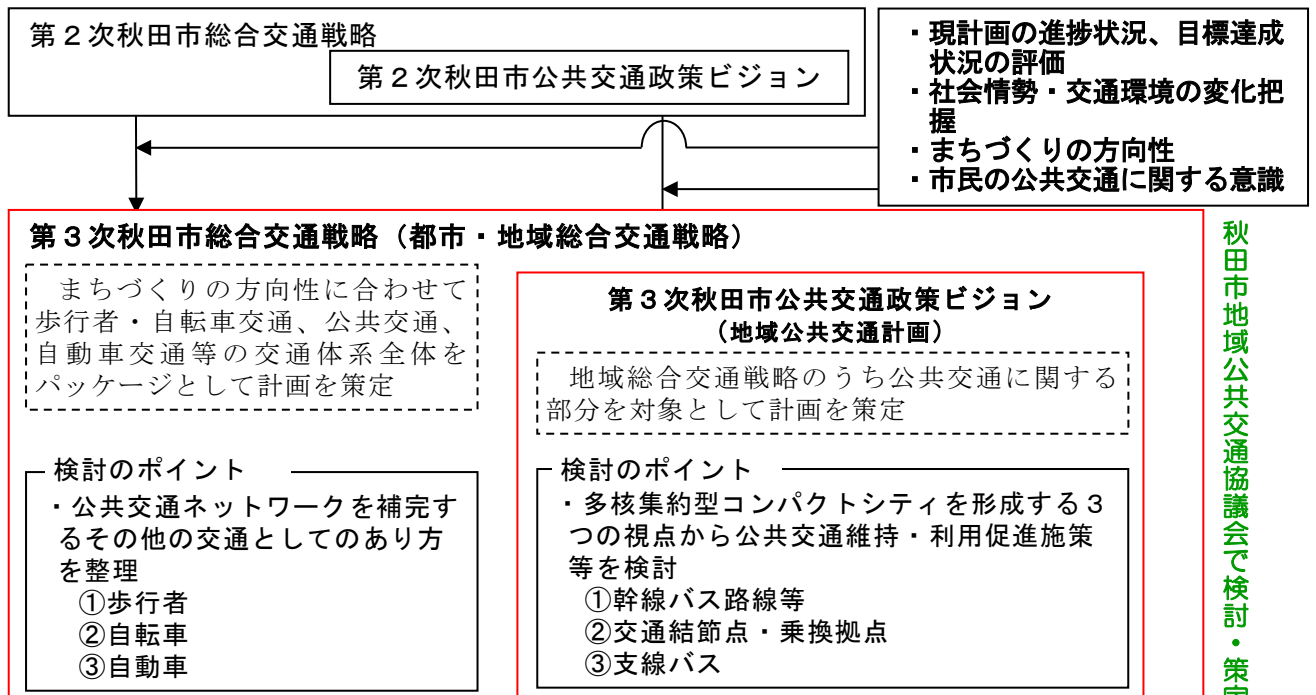 第２次秋田市総合交通戦略
第２次秋田市公共交通政策ビジョン
・現計画の進捗状況、目標達成
状況の評価
・社会情勢・交通環境の変化把
握
・まちづくりの方向性
・市民の公共交通に関する意識
第３次秋田市総合交通戦略（都市・地域総合交通戦略）
まちづくりの方向性に合わせて
歩行者・自転車交通、公共交通、
自動車交通等の交通体系全体を
パッケージとして計画を策定
検討のポイント
・公共交通ネットワークを補完す
るその他の交通としてのあり方
を整理
①歩行者
②自転車
③自動車
第３次秋田市公共交通政策ビジョン
（地域公共交通計画）
地域総合交通戦略のうち公共交通に関する
部分を対象として計画を策定
検討のポイント
・多核集約型コンパクトシティを形成する３
つの視点から公共交通維持・利用促進施策
等を検討
①幹線バス路線等
②交通結節点・乗換拠点
③支線バス
秋田市地域公共交通協議会で検討・策定